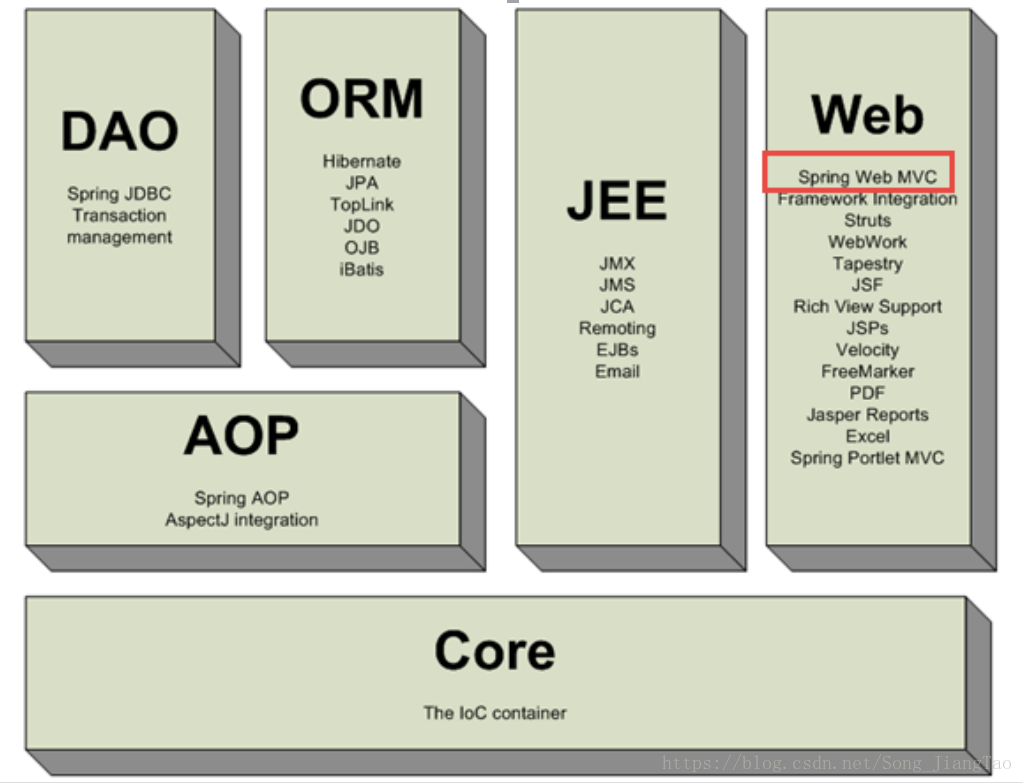 DAO
Spring JDBC
Transaction
management
ORM
Hibernate
JPA
TopLink
JDO
OJB
iBatis
JEE
JMX
JMS
JCA
Remoting
EJBs
Email
Web
Spring Web MVC
Framework Integration
Struts
WebWork
Tapestry
JSF
Rich View Support
JSPs
Velocity
FreeMarker
PDF
Jasper Reports
Excel
Spring Portlet MVC
AOP
Spring AOP
AspectJ integration
Core
The IoC container
https://blog.csdn.net/Song_JiangTao